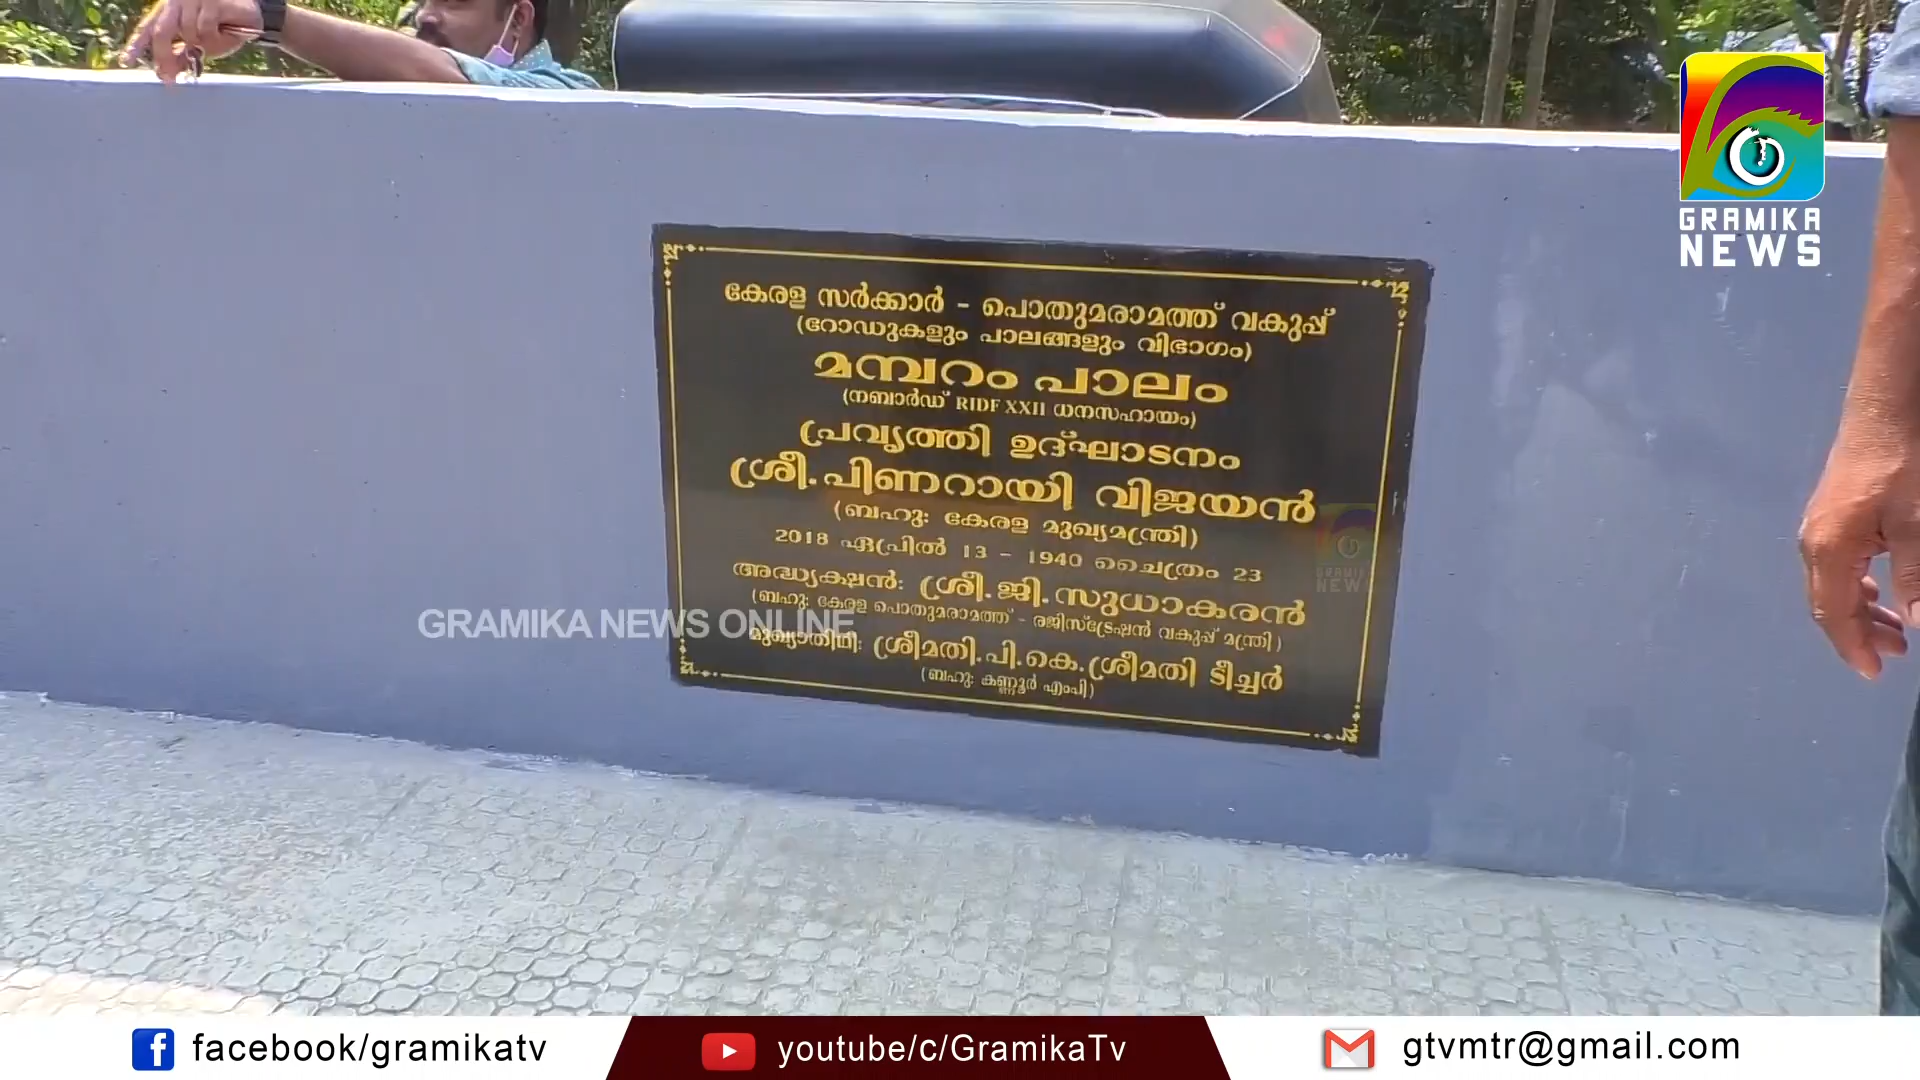 GRAMIKA
NEWS
കേരള സർക്കാർ - പൊതുമരാമത്ത് വകുപ്പ്
(റോഡുകളും പാലങ്ങളും വിഭാഗം)
മമ്പറം പാലം
(നബാർഡ് RIDF XXII ധനസഹായം)
പ്രവൃത്തി ഉദ്ഘാടനം
ശ്രീ.പിണറായി വിജയൻ
(ബഹു: കേരള മുഖ്യമന്ത്രി)
2018 ഏപ്രിൽ 13 - 1940 ചൈത്രം 23
അദ്ധ്യക്ഷൻ: ശ്രീ.ജി.സുധാകരൻ
(ബഹു: കേരള പൊതുമരാമത്ത് - രജിസ്ട്രേഷൻ വകുപ്പ് മന്ത്രി)
മുഖ്യാതിഥി: ശ്രീമതി.പി.കെ.ശ്രീമതി ടീച്ചർ
(ബഹു: കണ്ണൂർ എംപി)
GRAMIKA NEWS ONLINE
facebook/gramikatv
youtube/c/GramikaTv
gtvmtr@gmail.com